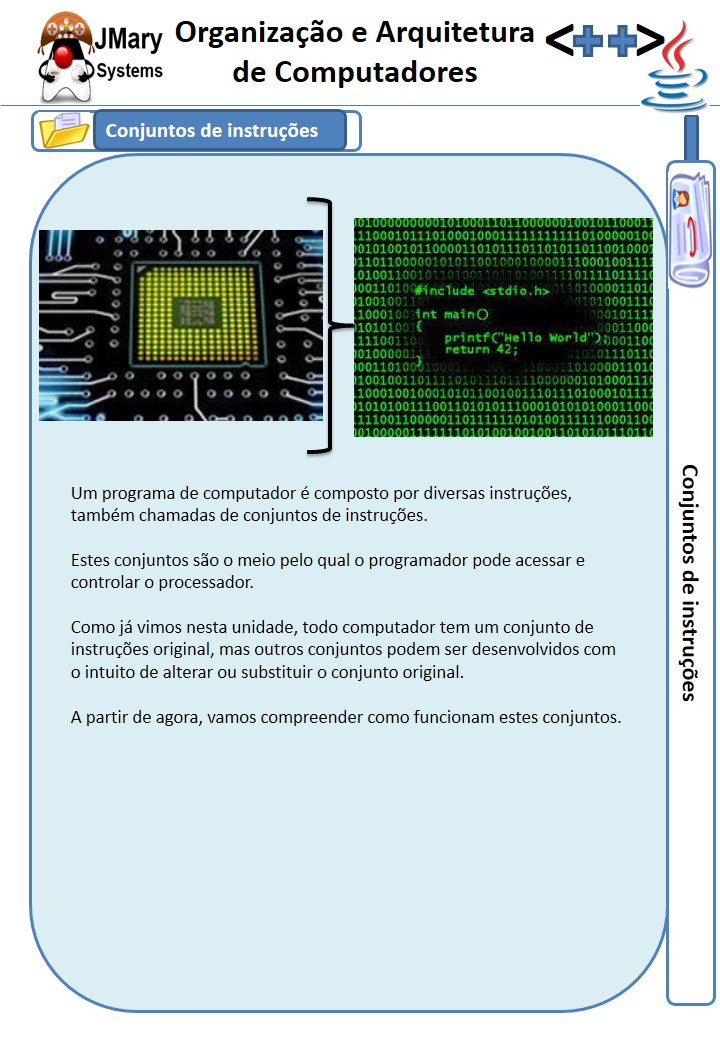 JMary
Systems
Organização e Arquitetura
de Computadores
<++>
Conjuntos de instruções
#include <stdio.h>
int main()
{
printf("Hello World");
return 42;
}
Um programa de computador é composto por diversas instruções,
também chamadas de conjuntos de instruções.
Estes conjuntos são o meio pelo qual o programador pode acessar e
controlar o processador.
Como já vimos nesta unidade, todo computador tem um conjunto de
instruções original, mas outros conjuntos podem ser desenvolvidos com
o intuito de alterar ou substituir o conjunto original.
A partir de agora, vamos compreender como funcionam estes conjuntos.
Conjuntos de instruções